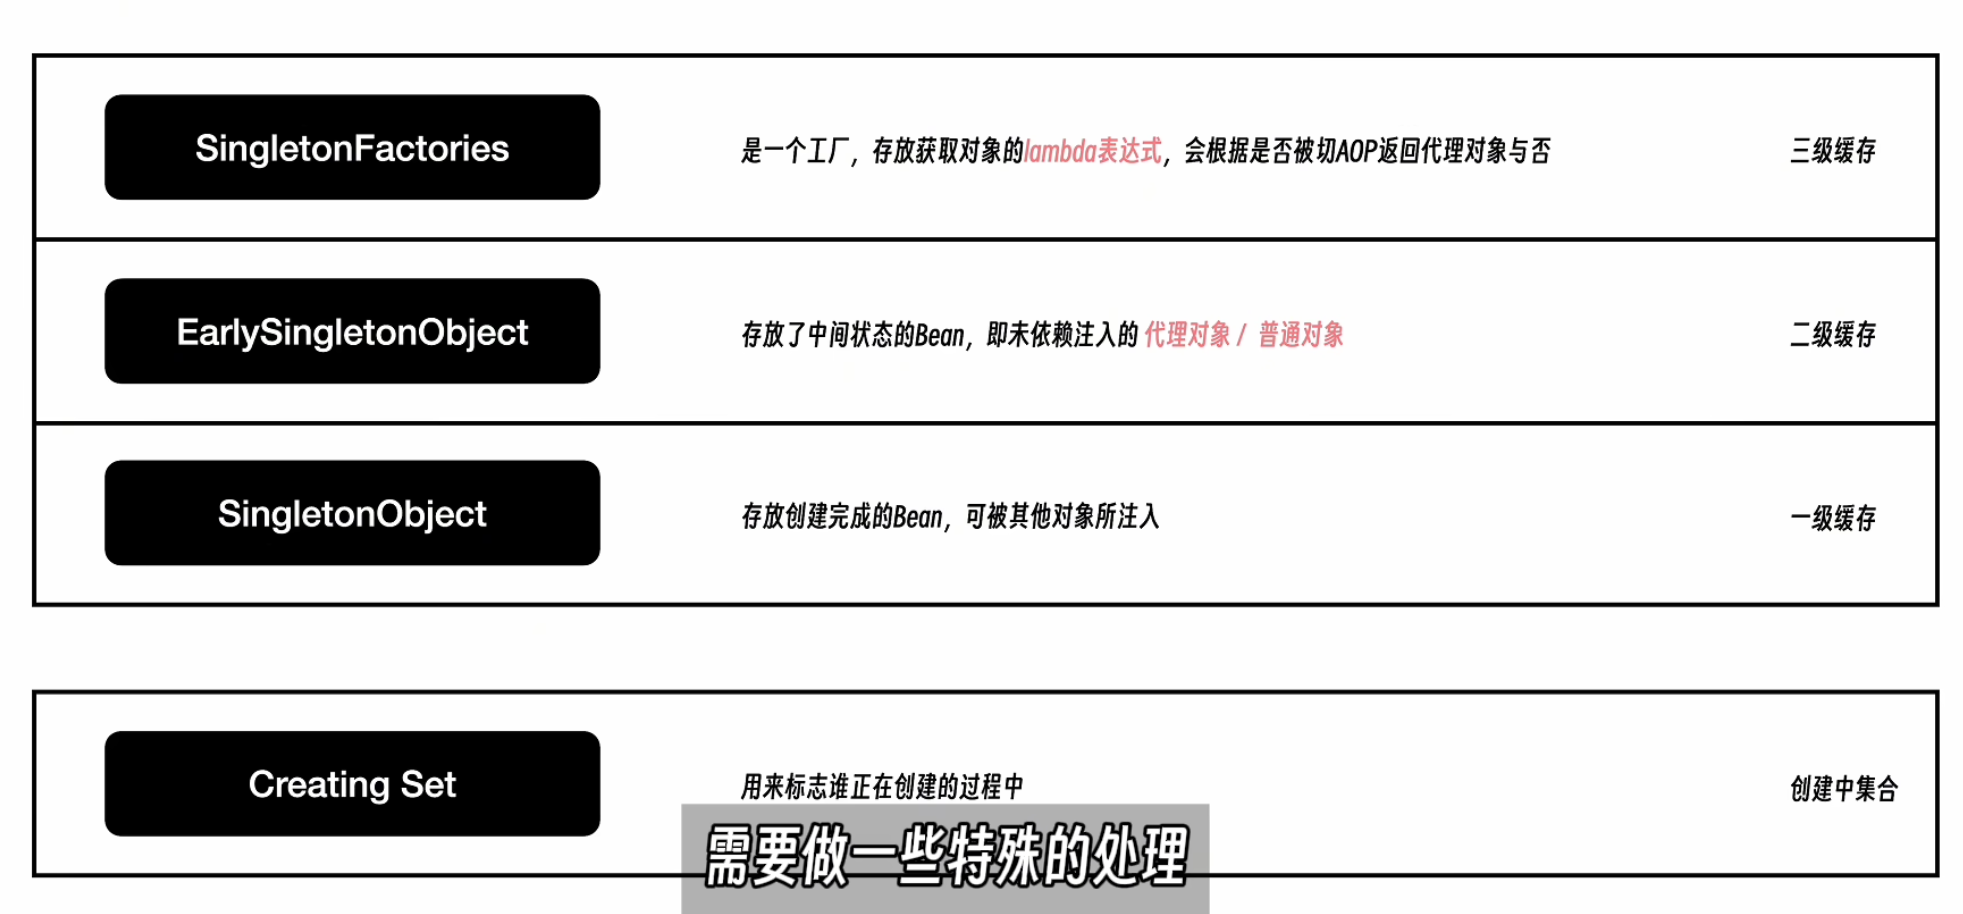 SingletonFactories 是一个工厂，存放获取对象的lambda表达式，会根据是否被切AOP返回代理对象与否 三级缓存
EarlySingletonObject 存放了中间状态的Bean，即未依赖注入的 代理对象 / 普通对象 二级缓存
SingletonObject 存放创建完成的Bean，可被其他对象所注入 一级缓存
Creating Set 用来标志谁正在创建的过程中 创建中集合
需要做一些特殊的处理